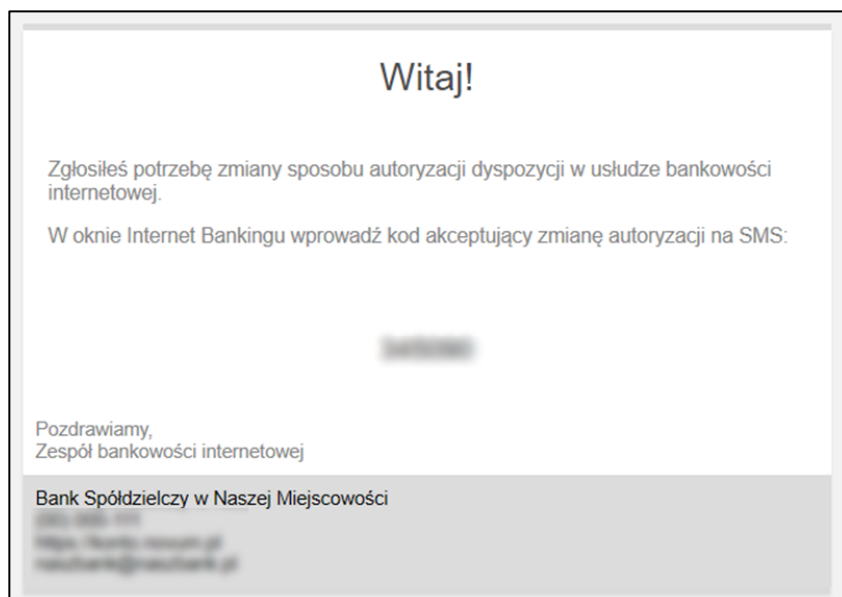 Witaj!
Zgłosiłeś potrzebę zmiany sposobu autoryzacji dyspozycji w usłudze bankowości
internetowej.
W oknie Internet Bankingu wprowadź kod akceptujący zmianę autoryzacji na SMS:
Pozdrawiamy,
Zespół bankowości internetowej
Bank Spółdzielczy w Naszej Miejscowości